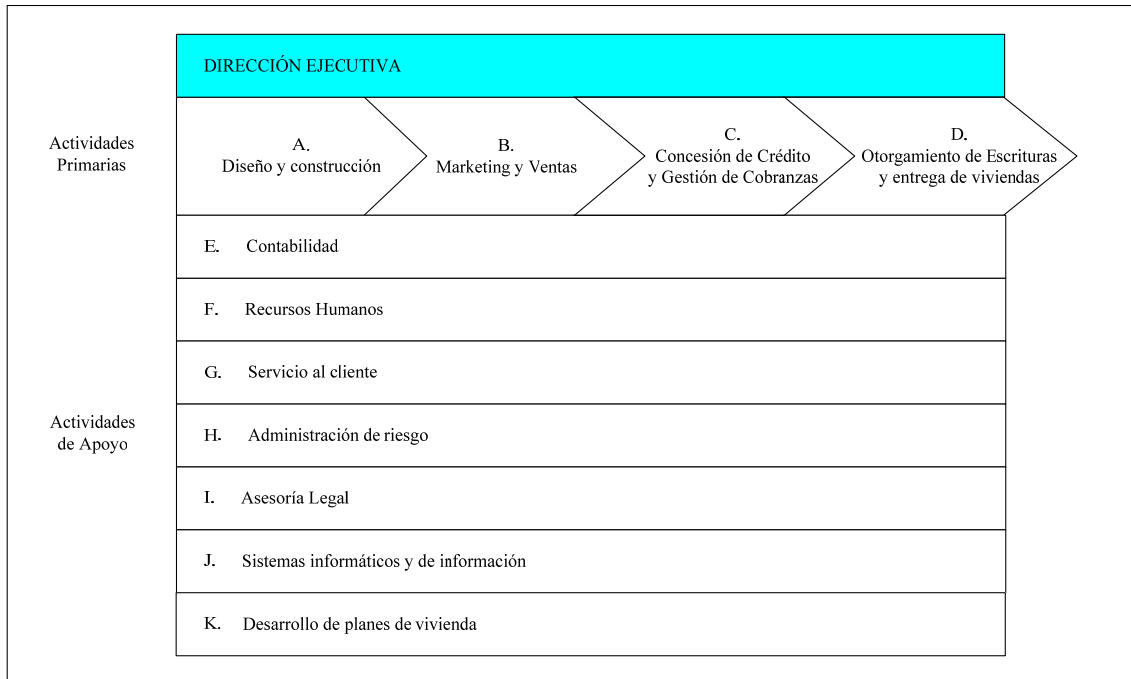 DIRECCIÓN EJECUTIVA
Actividades
Primarias
A.
Diseño y construcción
B.
Marketing y Ventas
C.
Concesión de Crédito
y Gestión de Cobranzas
D.
Otorgamiento de Escrituras
y entrega de viviendas
Actividades
de Apoyo
E. Contabilidad
F. Recursos Humanos
G. Servicio al cliente
H. Administración de riesgo
I. Asesoría Legal
J. Sistemas informáticos y de información
K. Desarrollo de planes de vivienda